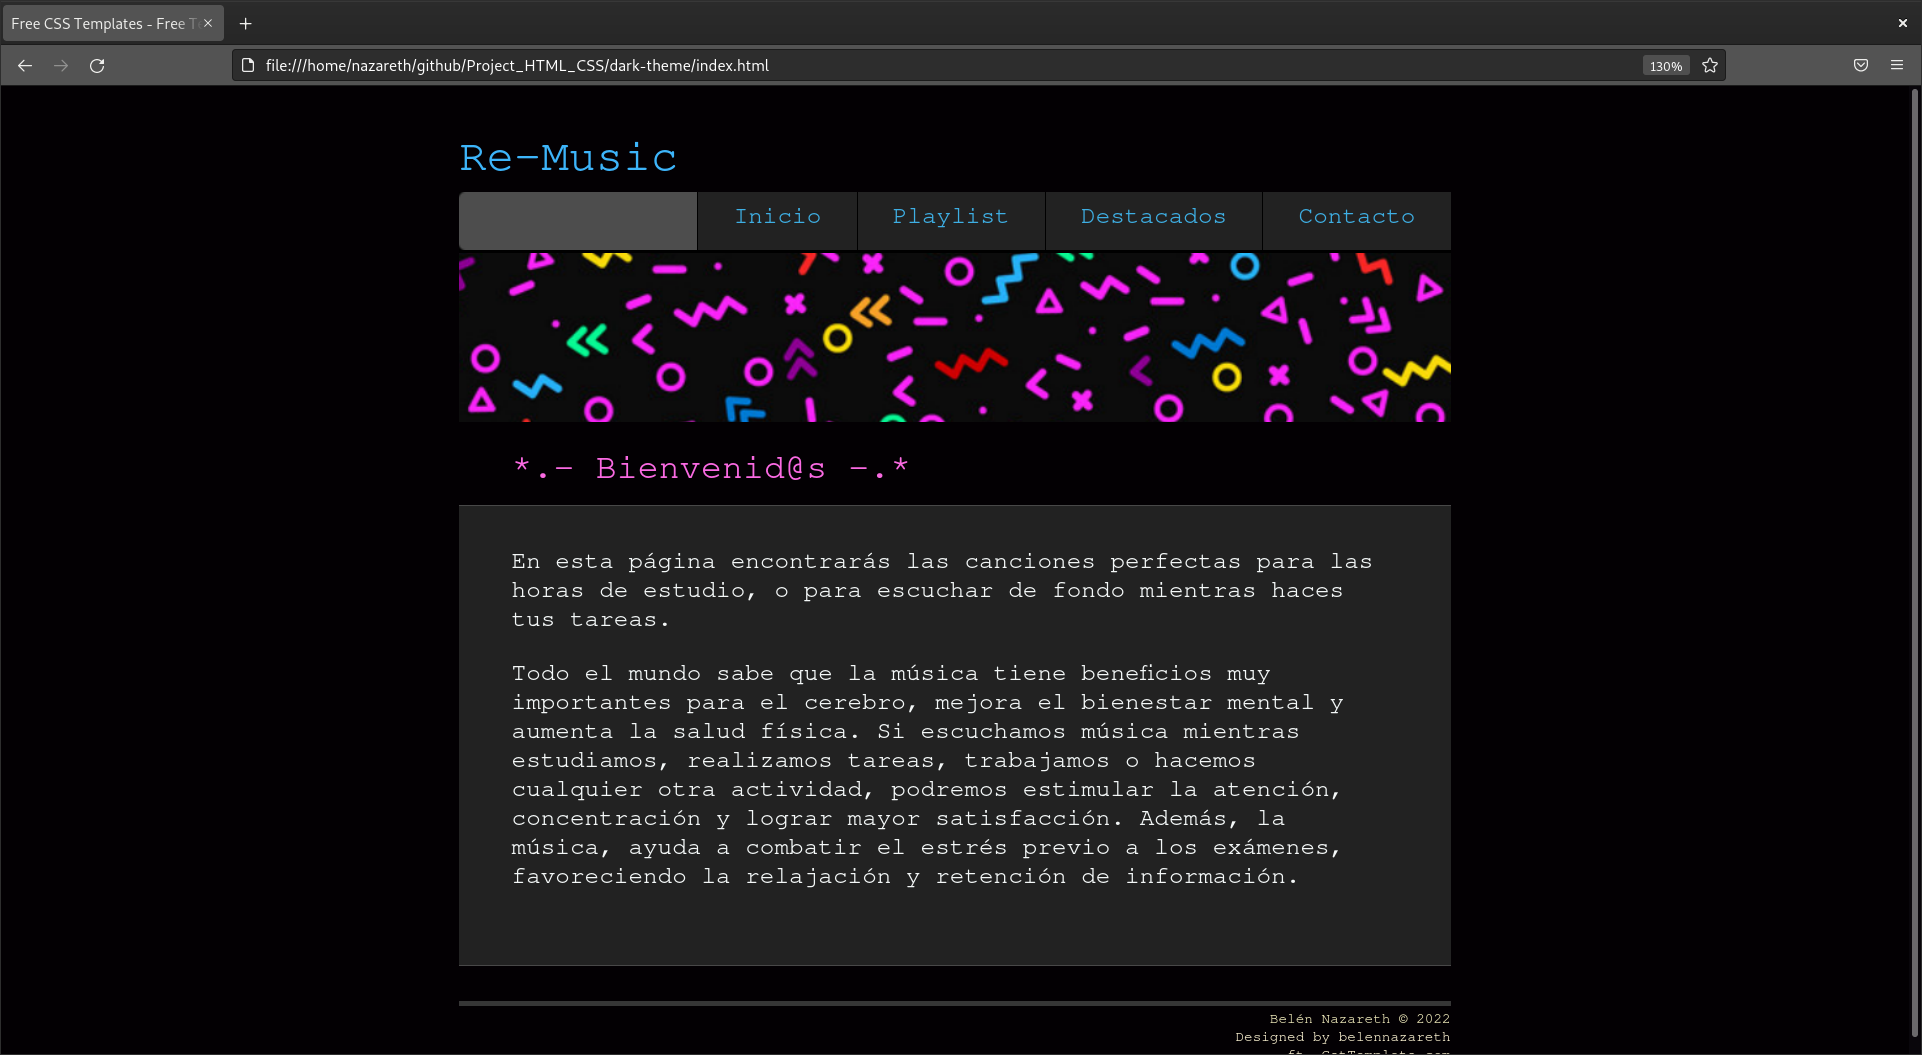 Free CSS Templates - Free
file:///home/nazareth/github/Project_HTML_CSS/dark-theme/index.html
130%
Re-Music
Inicio
Playlist
Destacados
Contacto
*.- Bienvenid@s -.*
En esta página encontrarás las canciones perfectas para las
horas de estudio, o para escuchar de fondo mientras haces
tus tareas.
Todo el mundo sabe que la música tiene beneficios muy
importantes para el cerebro, mejora el bienestar mental y
aumenta la salud física. Si escuchamos música mientras
estudiamos, realizamos tareas, trabajamos o hacemos
cualquier otra actividad, podremos estimular la atención,
concentración y lograr mayor satisfacción. Además, la
música, ayuda a combatir el estrés previo a los exámenes,
favoreciendo la relajación y retención de información.
Belén Nazareth © 2022
Designed by belennazareth
ft. GetTemplate.com